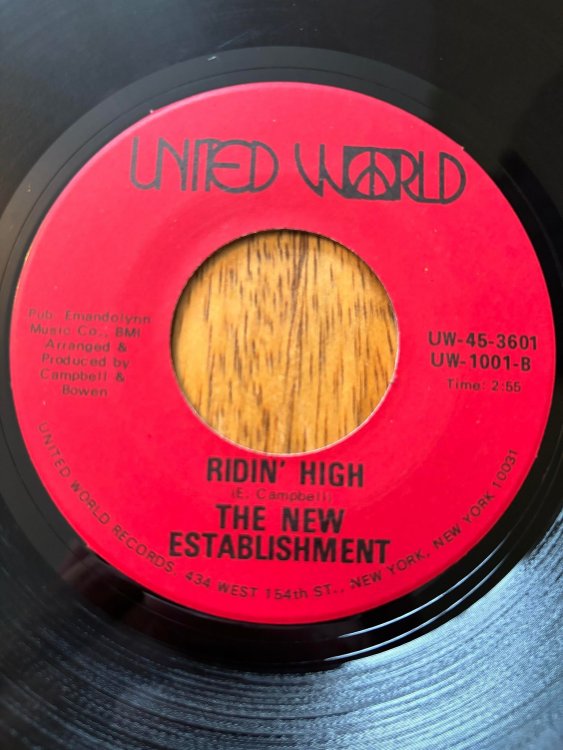 UNITED WORLD
Pub. Emandolynn
Music Co., BMI
Arranged &
Produced by
Campbell &
Bowen
UW-45-3601
UW-1001-B
Time: 2:55
RIDIN' HIGH
(E. Campbell)
THE NEW
ESTABLISHMENT
UNITED WORLD RECORDS, 434 WEST 154th ST., NEW YORK, NEW YORK 10031